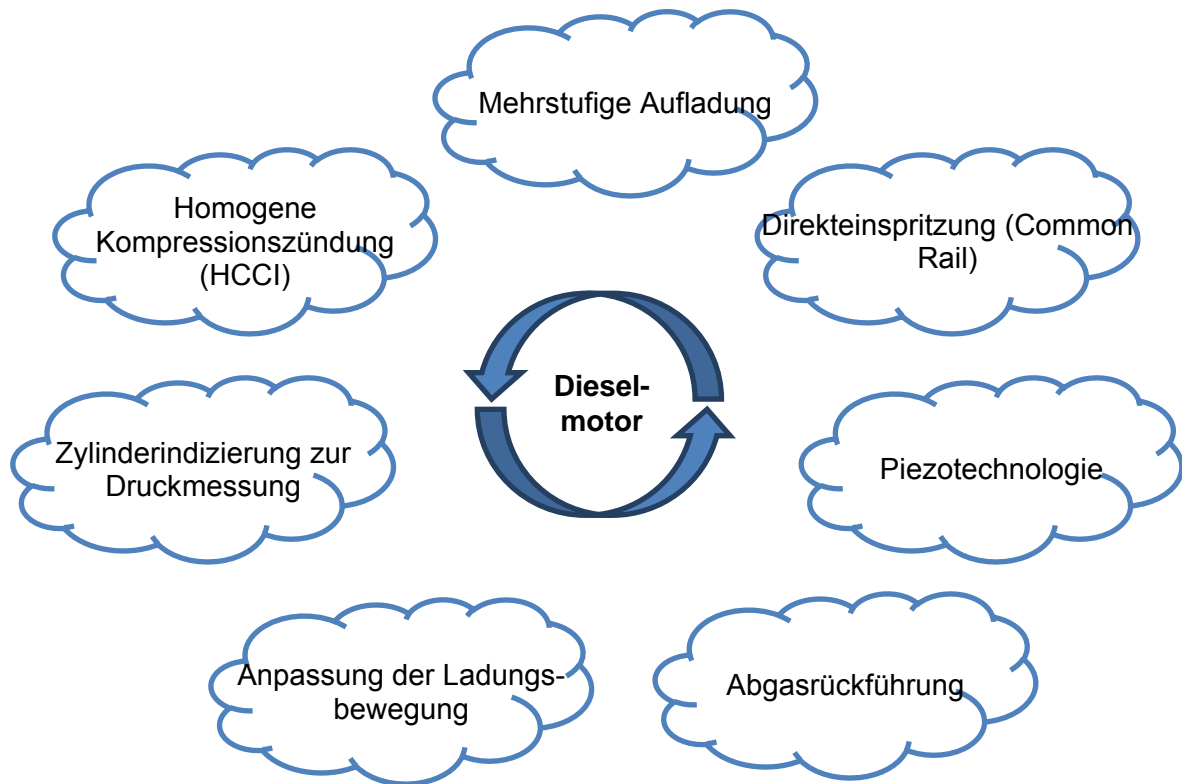 Mehrstufige Aufladung
Homogene
Kompressionszündung
(HCCI)
Direkteinspritzung (Common
Rail)
Diesel-
motor
Zylinderindizierung zur
Druckmessung
Piezotechnologie
Anpassung der Ladungs-
bewegung
Abgasrückführung